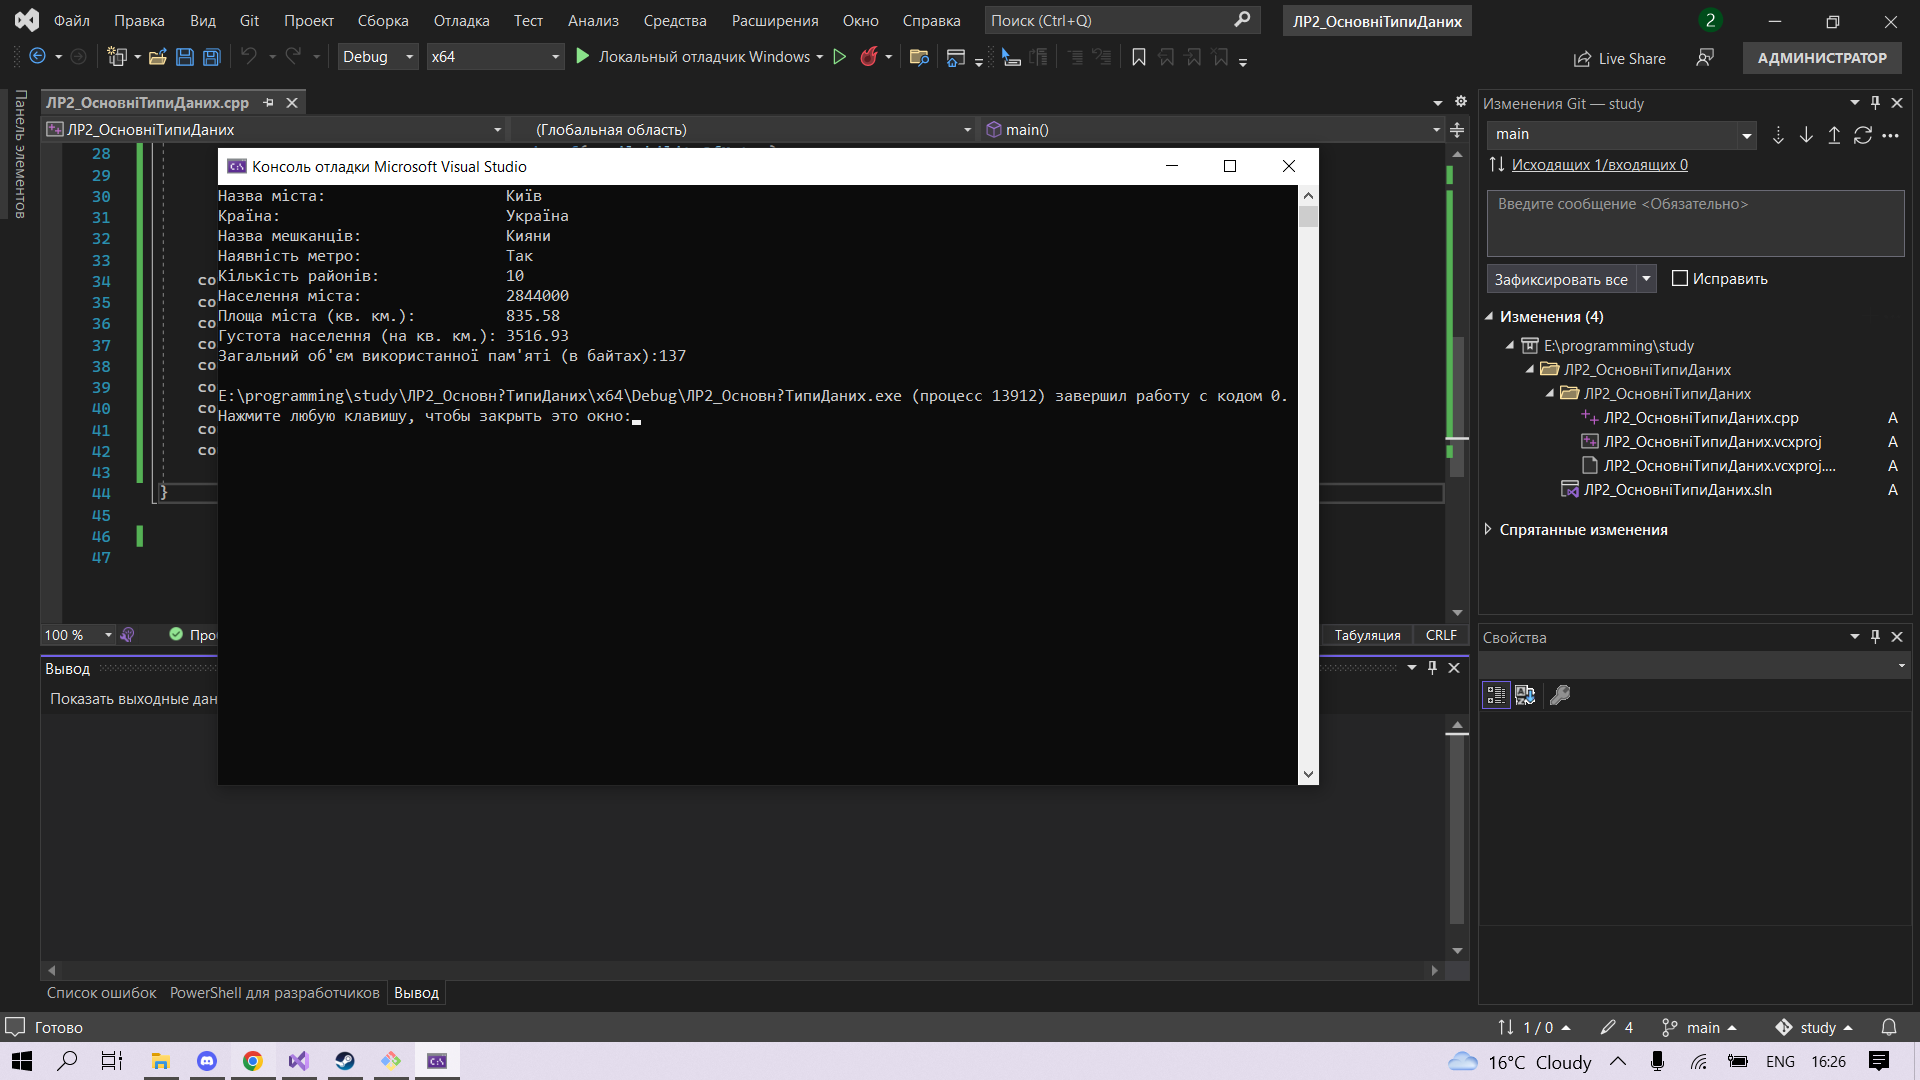 Файл Правка Вид Git Проект Сборка Отладка Тест Анализ Средства Расширения Окно Справка Поиск (Ctrl+Q) ЛР2_ОсновніТипиДаних 2
Debug x64 Локальный отладчик Windows Live Share АДМИНИСТРАТОР
Панель элементов
ЛР2_ОсновніТипиДаних.cpp
ЛР2_ОсновніТипиДаних (Глобальная область) main()
28
29
30
31
32
33
34 co
35 co
36 co
37 co
38 co
39 co
40 co
41 co
42 co
43
44 }
45
46
47
Консоль отладки Microsoft Visual Studio
Назва міста: Київ
Країна: Україна
Назва мешканців: Кияни
Наявність метро: Так
Кількість районів: 10
Населення міста: 2844000
Площа міста (кв. км.): 835.58
Густота населення (на кв. км.): 3516.93
Загальний об'єм використанної пам'яті (в байтах):137
E:\programming\study\ЛР2_Основн?ТипиДаних\x64\Debug\ЛР2_Основн?ТипиДаних.exe (процесс 13912) завершил работу с кодом 0.
Нажмите любую клавишу, чтобы закрыть это окно:
100 % Про Табуляция CRLF
Вывод
Показать выходные дан
Список ошибок PowerShell для разработчиков Вывод
Изменения Git — study
main
Исходящих 1/входящих 0
Введите сообщение <Обязательно>
Зафиксировать все Исправить
Изменения (4)
E:\programming\study
ЛР2_ОсновніТипиДаних
ЛР2_ОсновніТипиДаних
ЛР2_ОсновніТипиДаних.cpp A
ЛР2_ОсновніТипиДаних.vcxproj A
ЛР2_ОсновніТипиДаних.vcxproj.... A
ЛР2_ОсновніТипиДаних.sln A
Спрятанные изменения
Свойства
Готово 1 / 0 4 main study
16°C Cloudy ENG 16:26